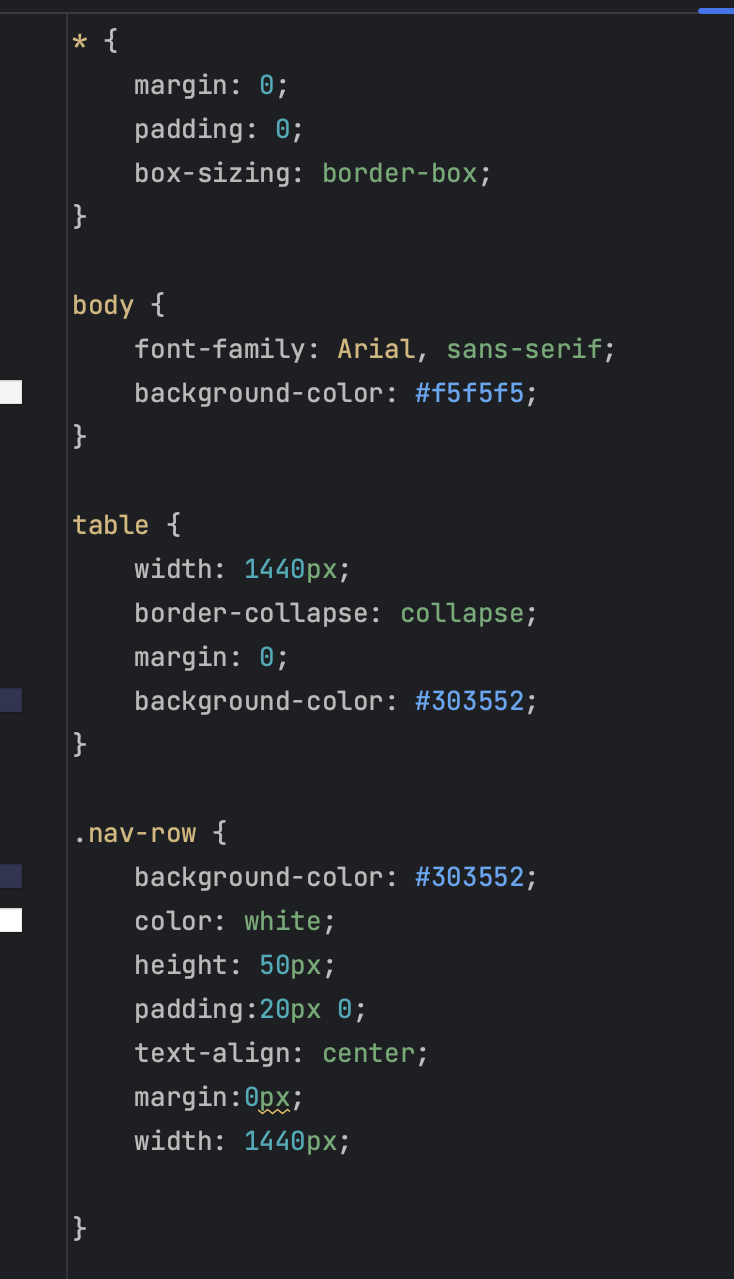 * {
    margin: 0;
    padding: 0;
    box-sizing: border-box;
}

body {
    font-family: Arial, sans-serif;
    background-color: #f5f5f5;
}

table {
    width: 1440px;
    border-collapse: collapse;
    margin: 0;
    background-color: #303552;
}

.nav-row {
    background-color: #303552;
    color: white;
    height: 50px;
    padding:20px 0;
    text-align: center;
    margin:0px;
    width: 1440px;

}